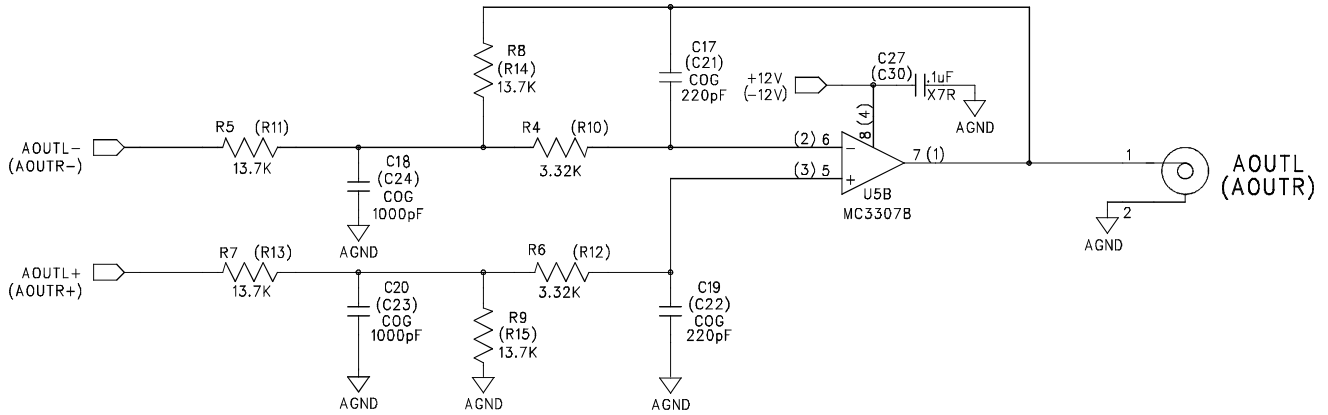 R8
(R14)
13.7K
C17
(C21)
COG
220pF
+12V
(-12V)
C27
(C30)
.1uF
X7R
AGND
8 (4)
AOUTL-
(AOUTR-)
R5 (R11)
13.7K
C18
(C24)
COG
1000pF
AGND
R4 (R10)
3.32K
(2) 6
(3) 5
-
+
7 (1)
U5B
MC33078
1
2
AGND
AOUTL
(AOUTR)
AOUTL+
(AOUTR+)
R7 (R13)
13.7K
C20
(C23)
COG
1000pF
AGND
R9
(R15)
13.7K
AGND
R6 (R12)
3.32K
C19
(C22)
COG
220pF
AGND